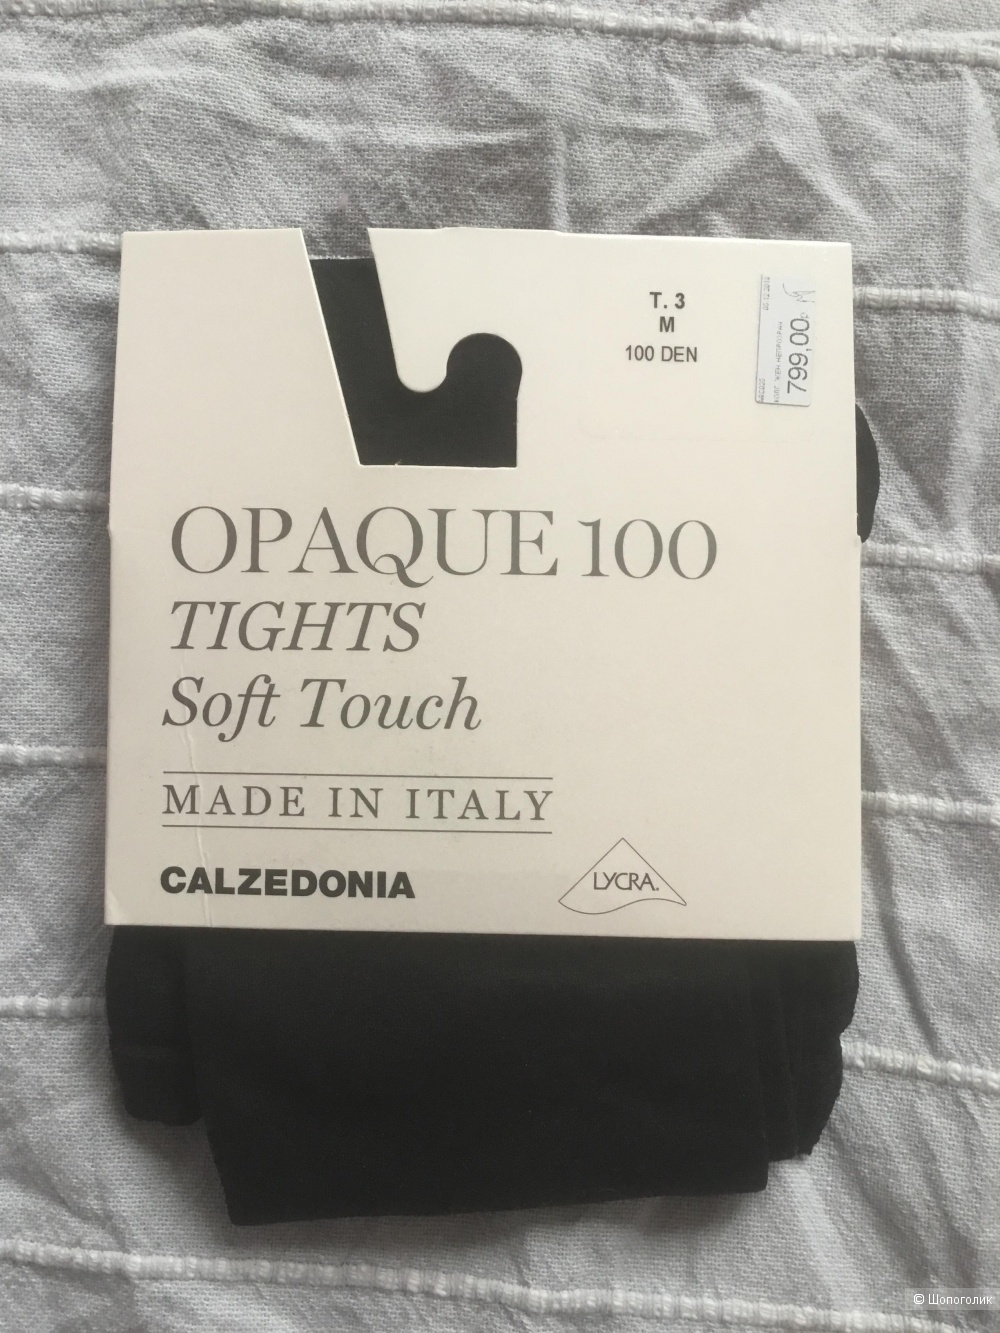 T. 3
M
100 DEN
799,00
OPAQUE 100
TIGHTS
Soft Touch
MADE IN ITALY
CALZEDONIA
LYCRA.
© Шопоголик